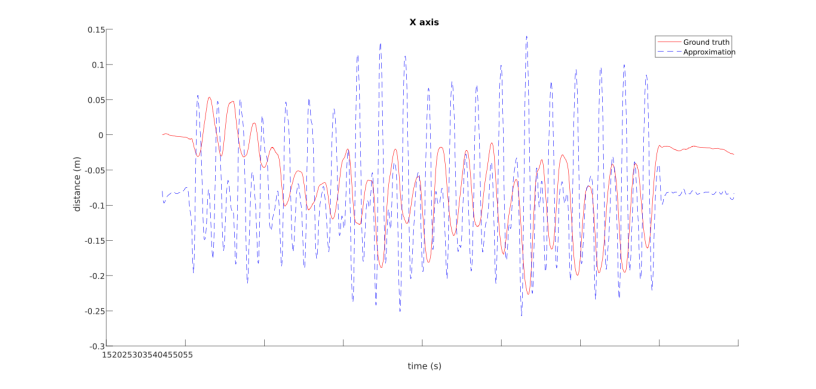 X axis
0.15
0.1
0.05
0
-0.05
-0.1
-0.15
-0.2
-0.25
-0.3
distance (m)
Ground truth
Approximation
152025303540455055
time (s)